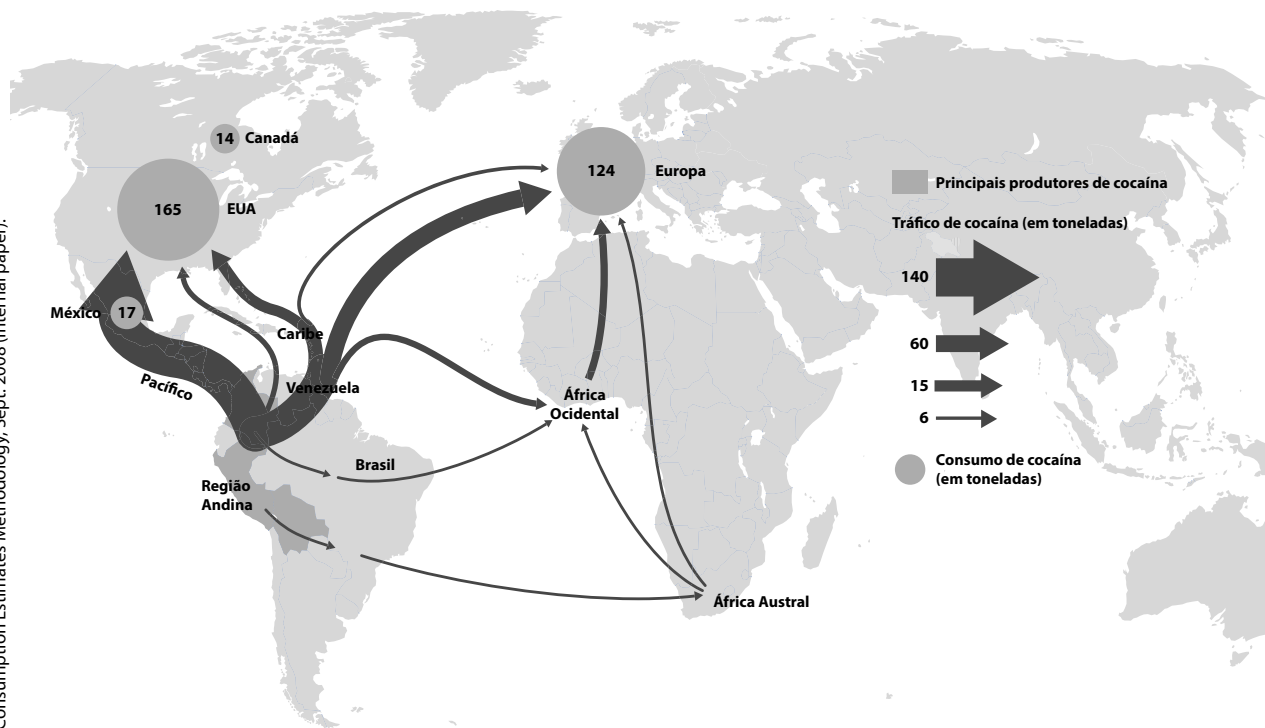 Consumption Estimates Methodology, Sept. 2008 (internal paper).
14 Canadá
165 EUA
124 Europa
México 17
Pacífico
Caribe
Venezuela
África
Ocidental
Brasil
Região
Andina
África Austral
Principais produtores de cocaína
Tráfico de cocaína (em toneladas)
140
60
15
6
Consumo de cocaína
(em toneladas)